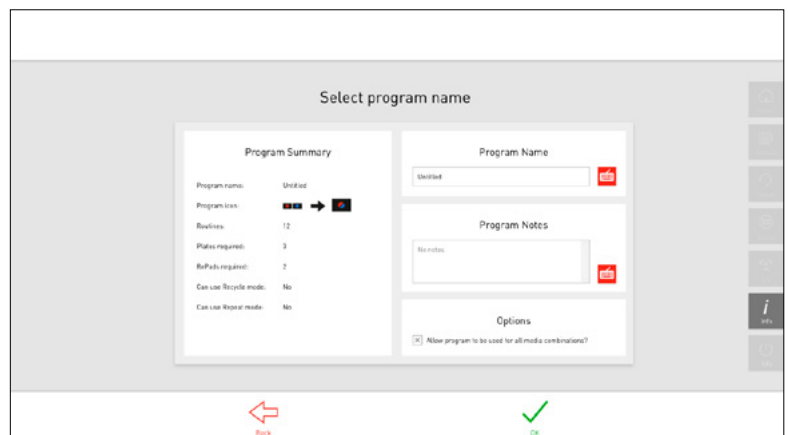 Select program name
Program Summary
Program name: Untitled
Program icon:
Routines: 12
Plates required: 3
RePads required: 2
Can use Recycle mode: No
Can use Repeat mode: No
Program Name
Untitled
Program Notes
No notes
Options
Allow program to be used for all media combinations?
i
Info
Back
OK